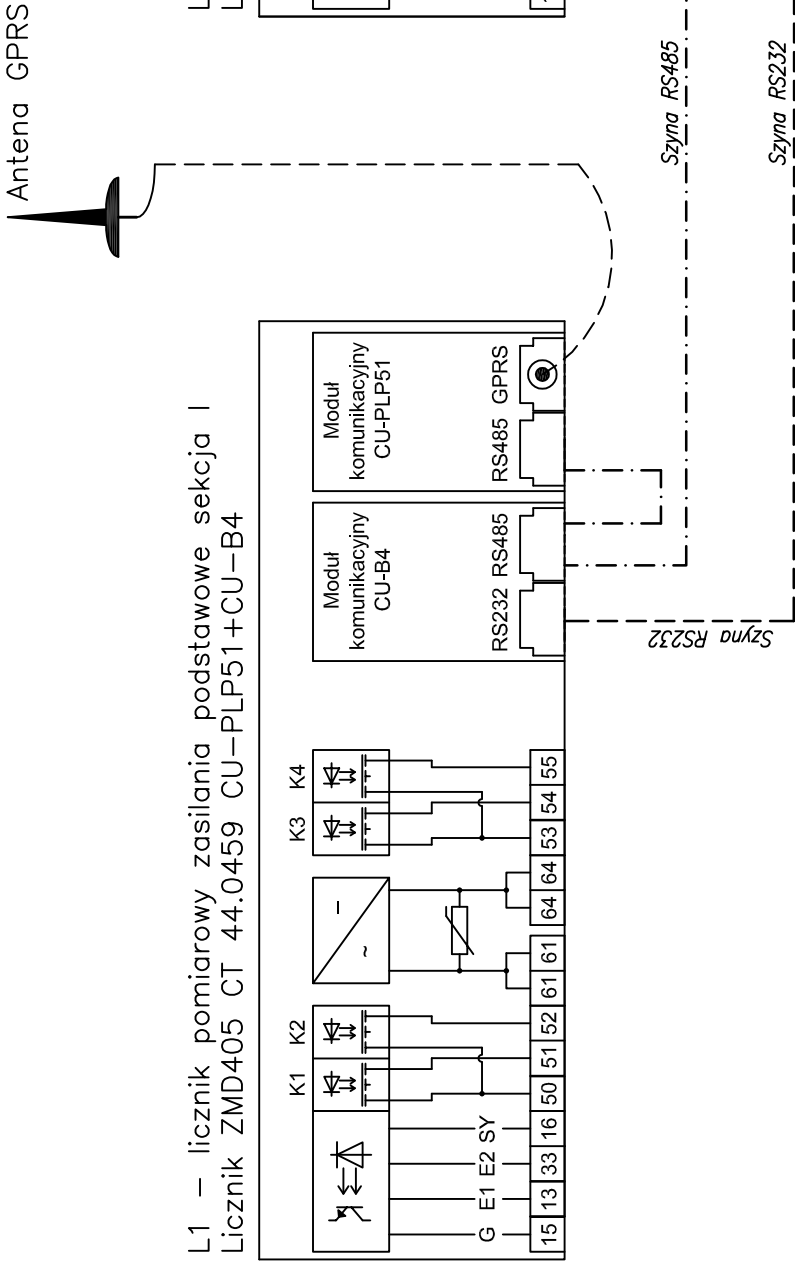 Antena GPRS
L1 – licznik pomiarowy zasilania podstawowe sekcja I
Licznik ZMD405 CT 44.0459 CU–PLP51+CU–B4
K1
K2
K3
K4
Moduł
komunikacyjny
CU-B4
Moduł
komunikacyjny
CU-PLP51
~
–
G
E1
E2
SY
RS232
RS485
RS485
GPRS
15
13
33
16
50
51
52
61
61
64
64
53
54
55
Szyna RS232
Szyna RS485
Szyna RS232